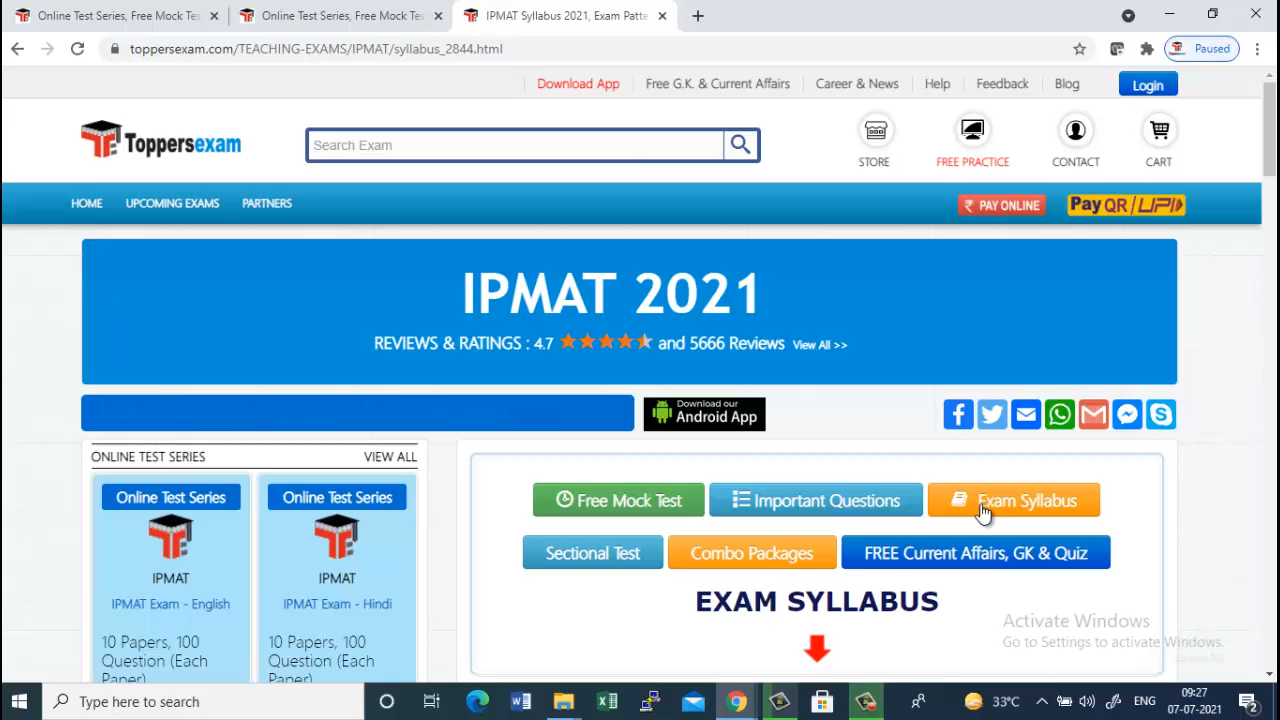 Online Test Series, Free Mock Tes
Online Test Series, Free Mock Tes
IPMAT Syllabus 2021, Exam Patte
toppersexam.com/TEACHING-EXAMS/IPMAT/syllabus_2844.html
Paused
Download App
Free G.K. & Current Affairs
Career & News
Help
Feedback
Blog
Login
Toppersexam
Search Exam
STORE
FREE PRACTICE
CONTACT
CART
HOME
UPCOMING EXAMS
PARTNERS
₹ PAY ONLINE
Pay QR/UPI
IPMAT 2021
REVIEWS & RATINGS : 4.7 and 5666 Reviews View All >>
Download our
Android App
ONLINE TEST SERIES
VIEW ALL
Online Test Series
IPMAT
IPMAT Exam - English
10 Papers, 100
Question (Each
Paper)
Online Test Series
IPMAT
IPMAT Exam - Hindi
10 Papers, 100
Question (Each
Paper)
Free Mock Test
Important Questions
Exam Syllabus
Sectional Test
Combo Packages
FREE Current Affairs, GK & Quiz
EXAM SYLLABUS
Activate Windows
Go to Settings to activate Windows.
Type here to search
33°C
ENG
09:27
07-07-2021
2